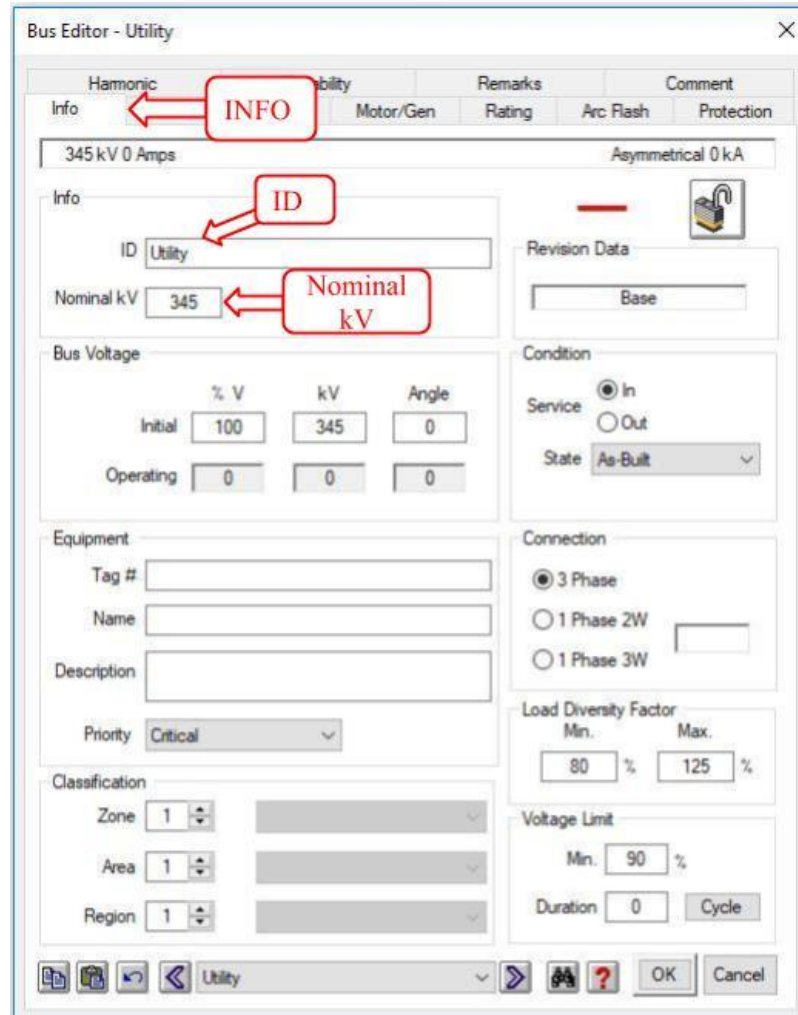 Bus Editor - Utility
Harmonic bility Remarks Comment
Info INFO Motor/Gen Rating Arc Flash Protection
345 kV 0 Amps Asymmetrical 0 kA
Info
ID
ID Utility
Nominal kV 345
Nominal
kV
Revision Data
Base
Bus Voltage
% V kV Angle
Initial 100 345 0
Operating 0 0 0
Condition
Service In
Out
State As-Built
Equipment
Tag #
Name
Description
Priority Critical
Connection
3 Phase
1 Phase 2W
1 Phase 3W
Load Diversity Factor
Min. Max.
80 % 125 %
Classification
Zone 1
Area 1
Region 1
Voltage Limit
Min. 90 %
Duration 0 Cycle
Utility ? OK Cancel